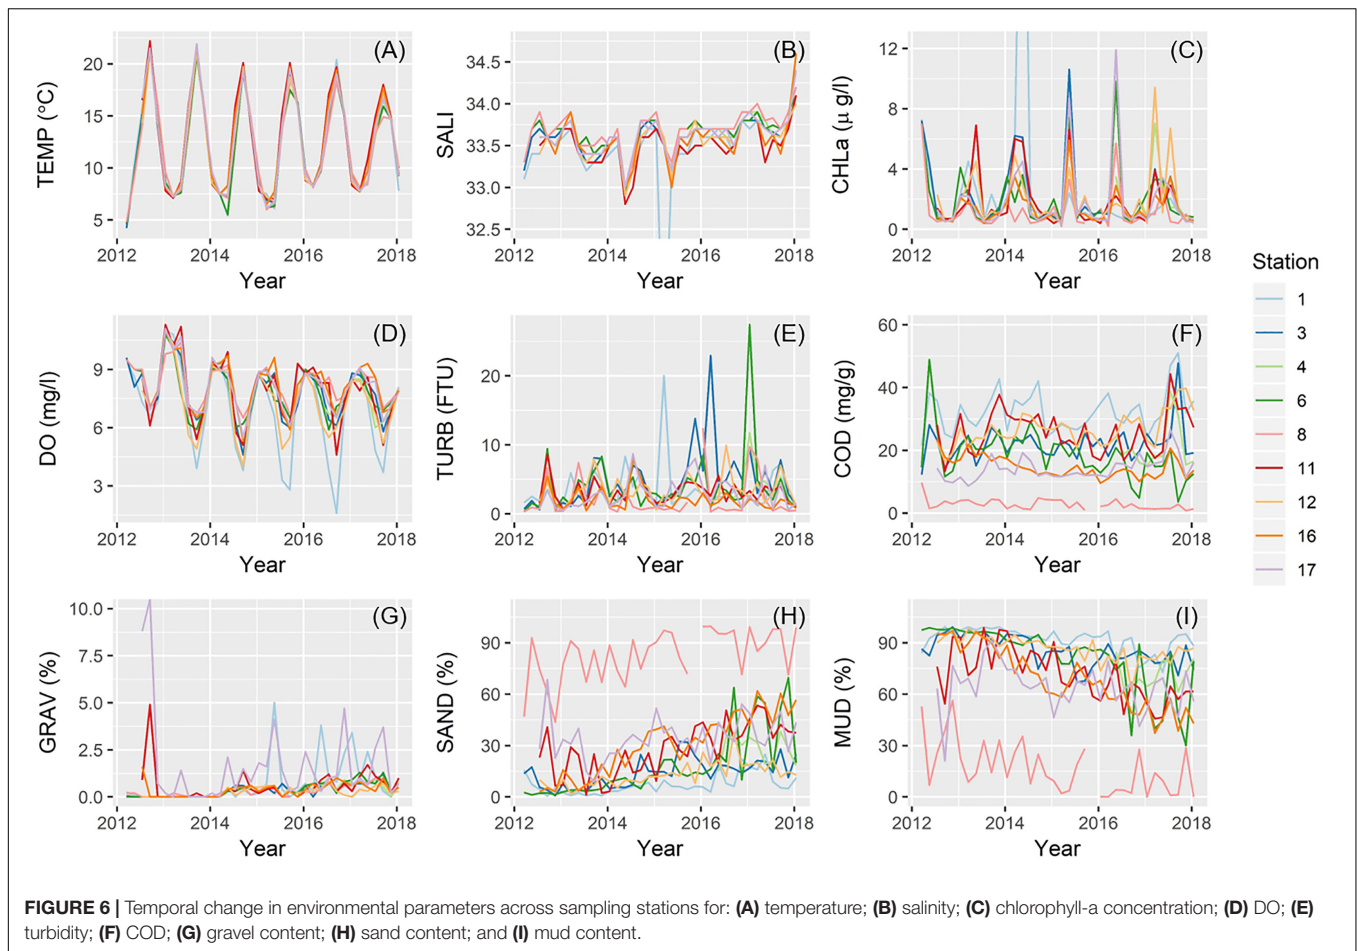 (A)
TEMP (°C)
20
15
10
5
2012 2014 2016 2018
Year
(B)
SALI
34.5
34.0
33.5
33.0
32.5
2012 2014 2016 2018
Year
(C)
CHLa (μ g/l)
12
8
4
0
2012 2014 2016 2018
Year
(D)
DO (mg/l)
9
6
3
2012 2014 2016 2018
Year
(E)
TURB (FTU)
20
10
0
2012 2014 2016 2018
Year
(F)
COD (mg/g)
60
40
20
0
2012 2014 2016 2018
Year
Station
1
3
4
6
8
11
12
16
17
(G)
GRAV (%)
10.0
7.5
5.0
2.5
0.0
2012 2014 2016 2018
Year
(H)
SAND (%)
90
60
30
0
2012 2014 2016 2018
Year
(I)
MUD (%)
90
60
30
0
2012 2014 2016 2018
Year
FIGURE 6 | Temporal change in environmental parameters across sampling stations for: (A) temperature; (B) salinity; (C) chlorophyll-a concentration; (D) DO; (E)
turbidity; (F) COD; (G) gravel content; (H) sand content; and (I) mud content.